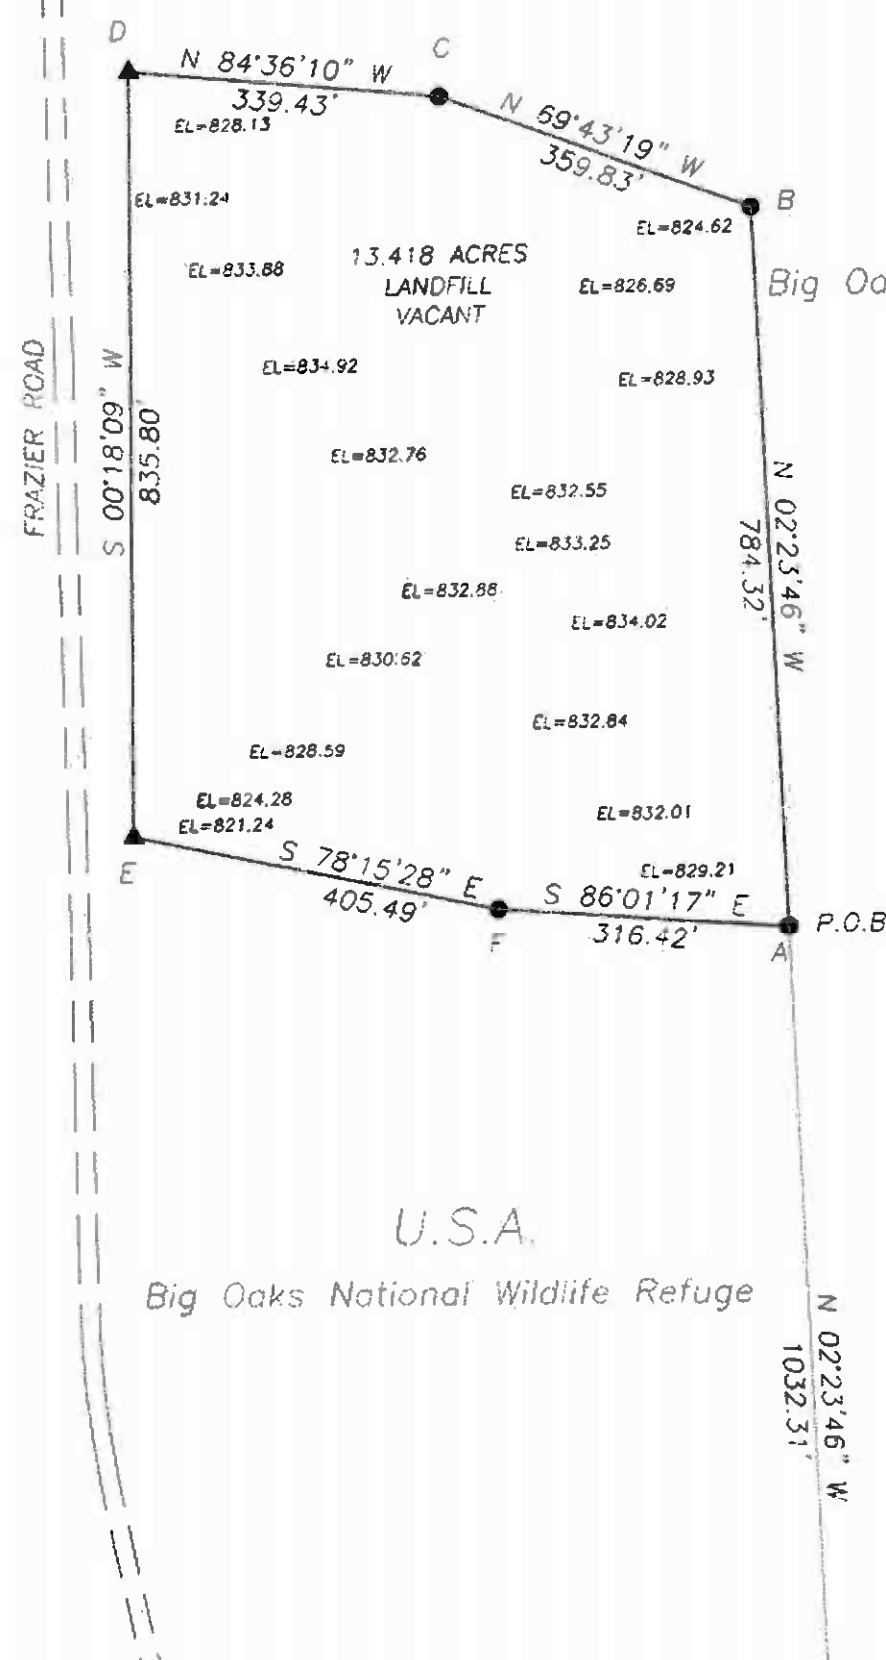 D
C
N 84°36'10" W
339.43'
N 69°43'19" W
359.83'
B
EL=828.13
EL=831.24
EL=824.62
EL=833.88
13.418 ACRES
LANDFILL
VACANT
EL=826.69
Big Oa
EL=834.92
EL=828.93
FRAZIER ROAD
S 00°18'09" W
835.80'
EL=832.76
EL=832.55
EL=833.25
N 02°23'46" W
784.32'
EL=832.88
EL=834.02
EL=830.62
EL=832.84
EL=828.59
EL=824.28
EL=821.24
EL=832.01
E
S 78°15'28" E
405.49'
EL=829.21
S 86°01'17" E
316.42'
F
A
P.O.B
U.S.A.
Big Oaks National Wildlife Refuge
N 02°23'46" W
1032.31'